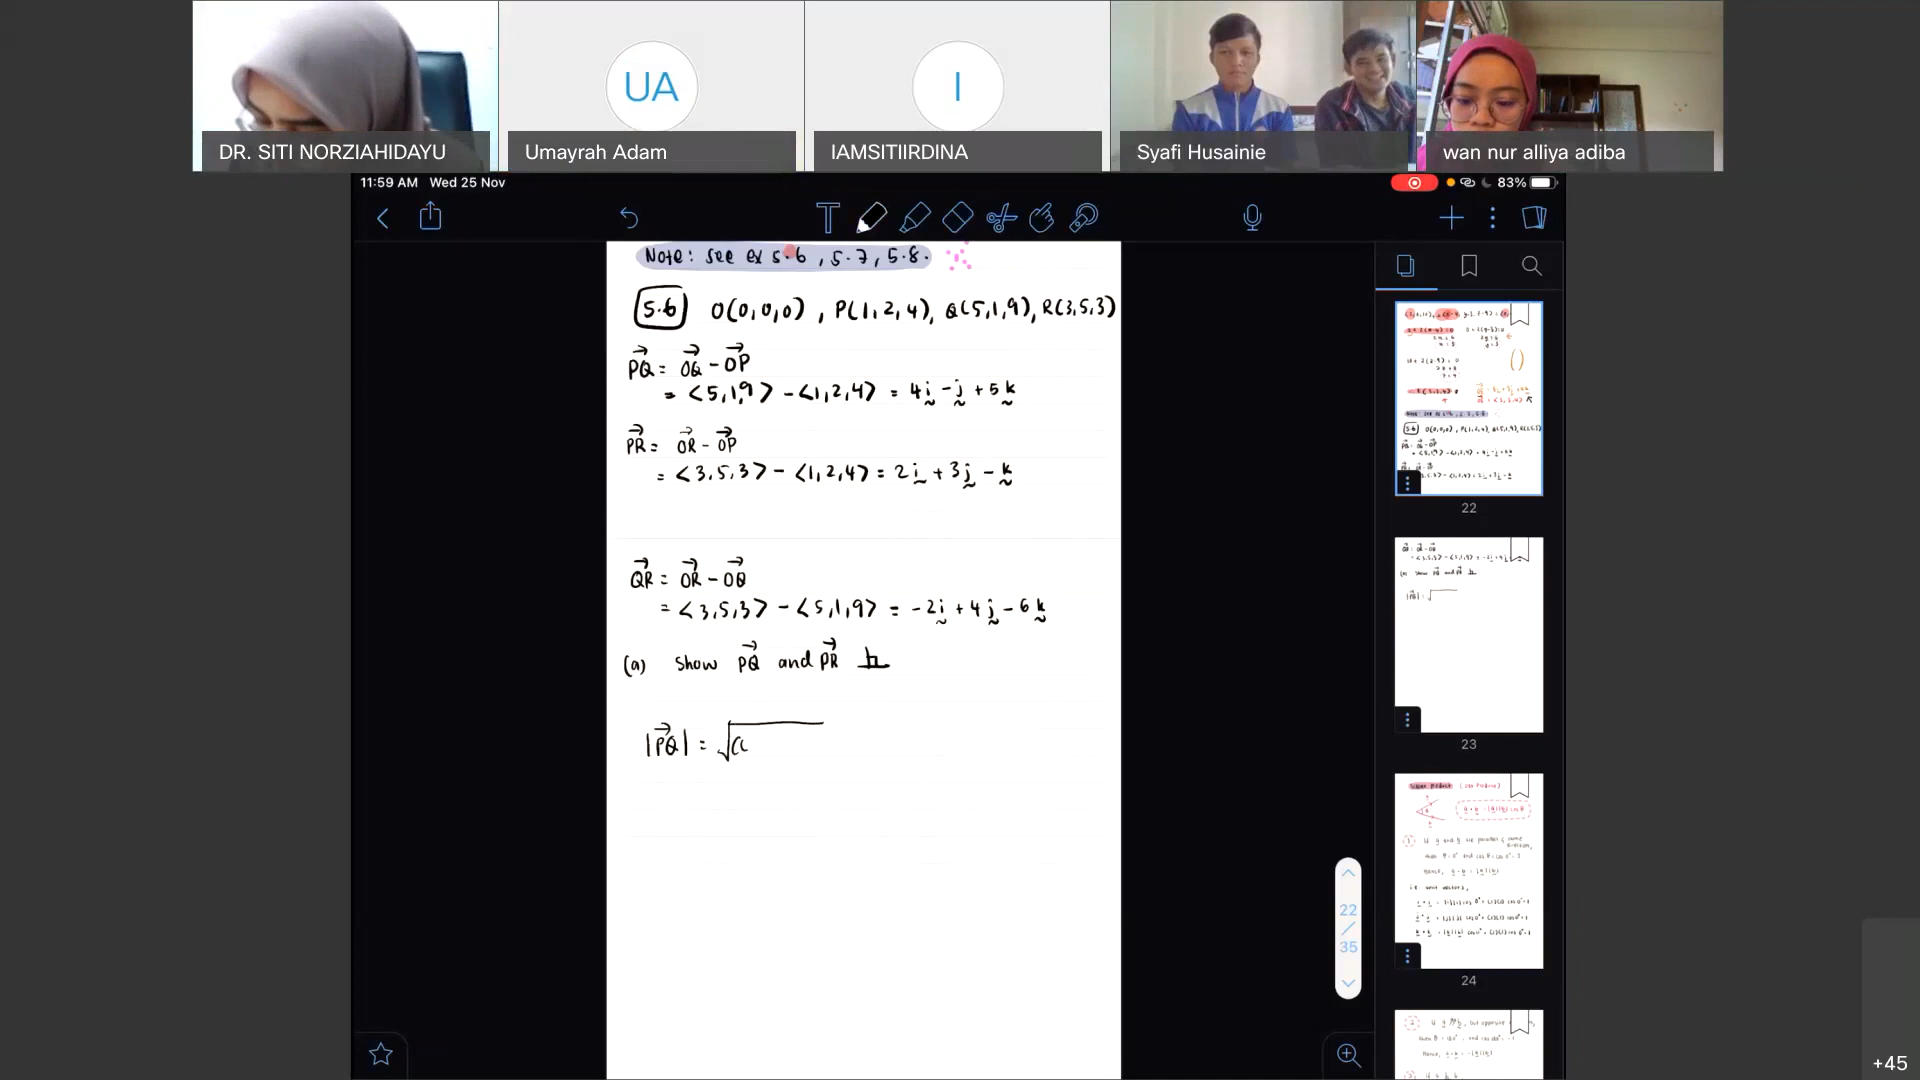 UA
I
DR. SITI NORZIAHIDAYU
Umayrah Adam
IAMSITIIRDINA
Syafi Husainie
wan nur alliya adiba
11:59 AM Wed 25 Nov
83%
T
Note: See ex 5.6, 5.7, 5.8.
5.6 O(0,0,0), P(1,2,4), Q(5,1,9), R(3,5,3)
PQ = OQ - OP
= <5,1,9> - <1,2,4> = 4i - j + 5k
PR = OR - OP
= <3,5,3> - <1,2,4> = 2i + 3j - k
QR = OR - OQ
= <3,5,3> - <5,1,9> = -2i + 4j - 6k
(a) Show PQ and PR ⊥
|PQ| = √
22
23
24
22
/
35
+45